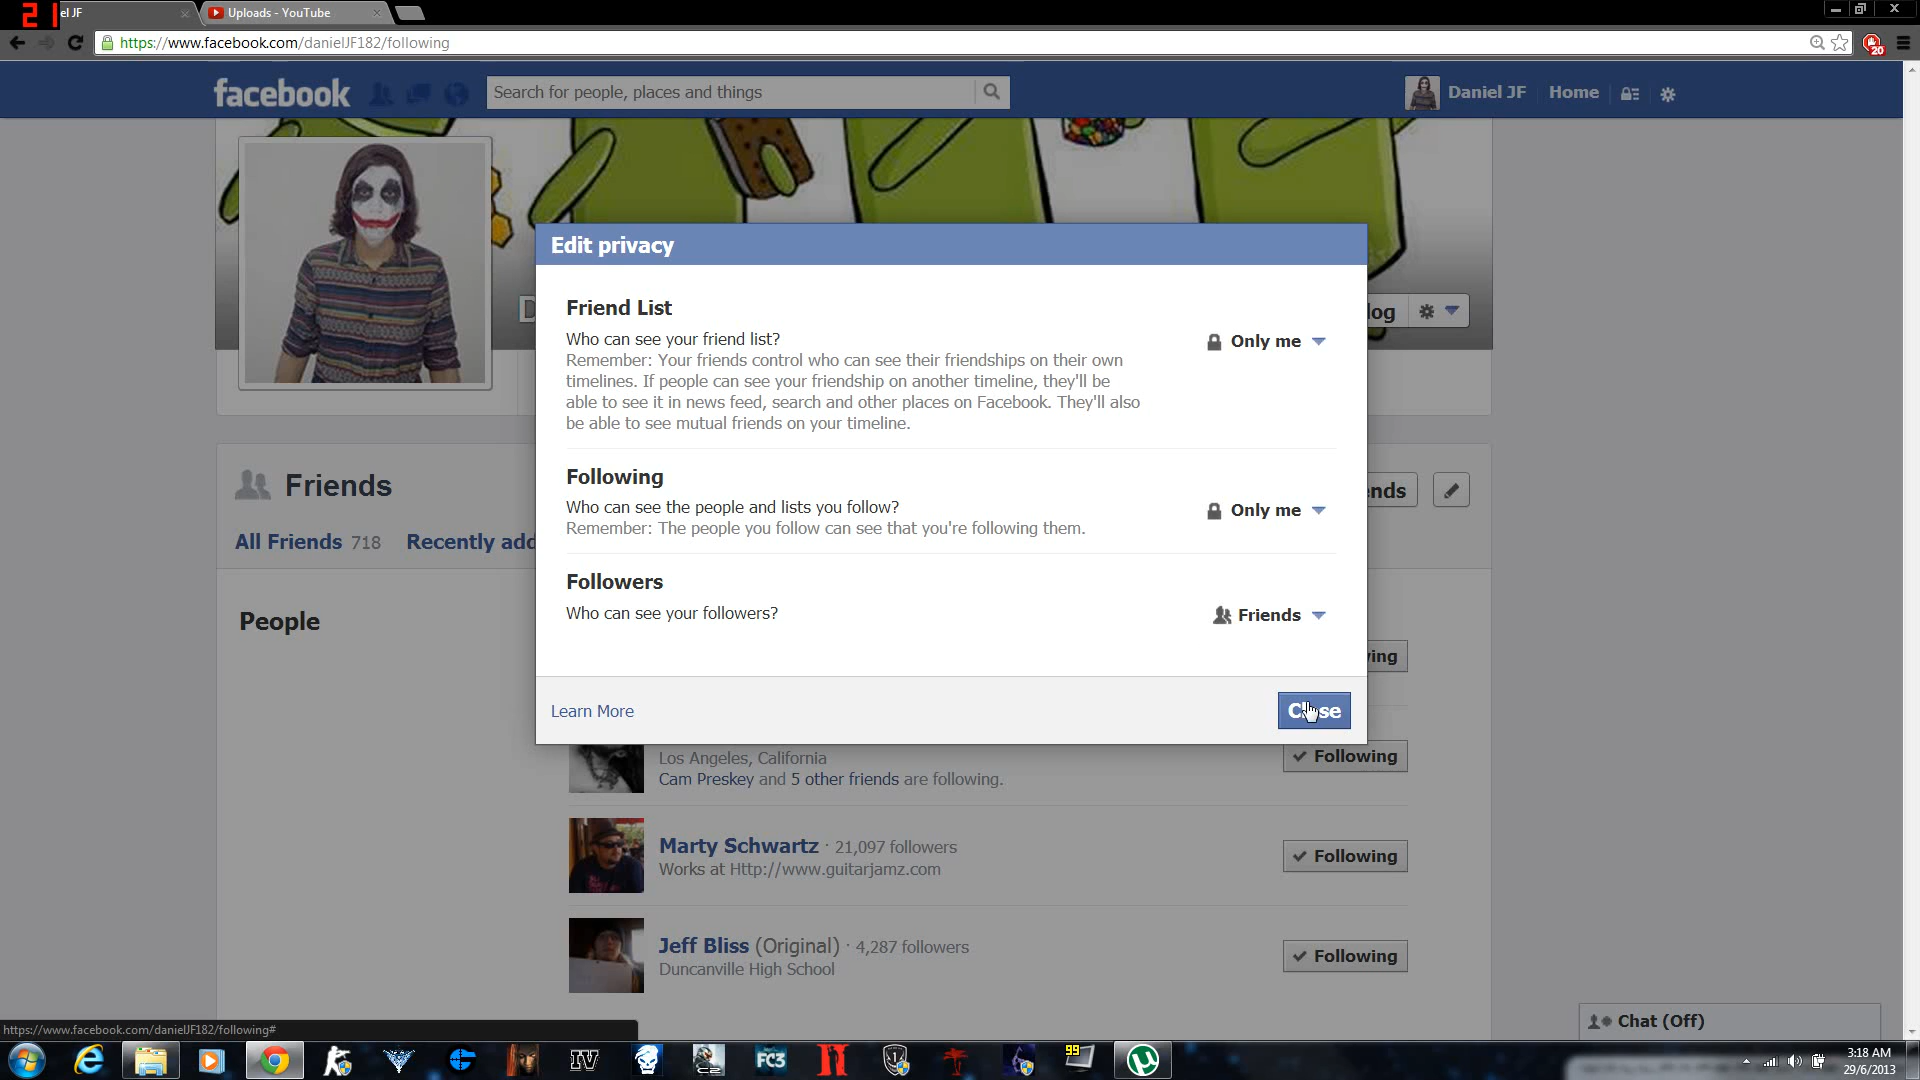 21
el JF
Uploads - YouTube
https://www.facebook.com/danielJF182/following
20
facebook
Search for people, places and things
Daniel JF
Home
Edit privacy
Friend List
Who can see your friend list?
Only me
Remember: Your friends control who can see their friendships on their own
timelines. If people can see your friendship on another timeline, they'll be
able to see it in news feed, search and other places on Facebook. They'll also
be able to see mutual friends on your timeline.
log
Following
Who can see the people and lists you follow?
Only me
Remember: The people you follow can see that you're following them.
Friends
ends
All Friends 718
Recently add
Followers
Who can see your followers?
Friends
People
ing
Learn More
Close
Los Angeles, California
Cam Preskey and 5 other friends are following.
Following
Marty Schwartz · 21,097 followers
Works at Http://www.guitarjamz.com
Following
Jeff Bliss (Original) · 4,287 followers
Duncanville High School
Following
Chat (Off)
https://www.facebook.com/danielJF182/following#
IV
C2
FC3
II
1
99
3:18 AM
29/6/2013